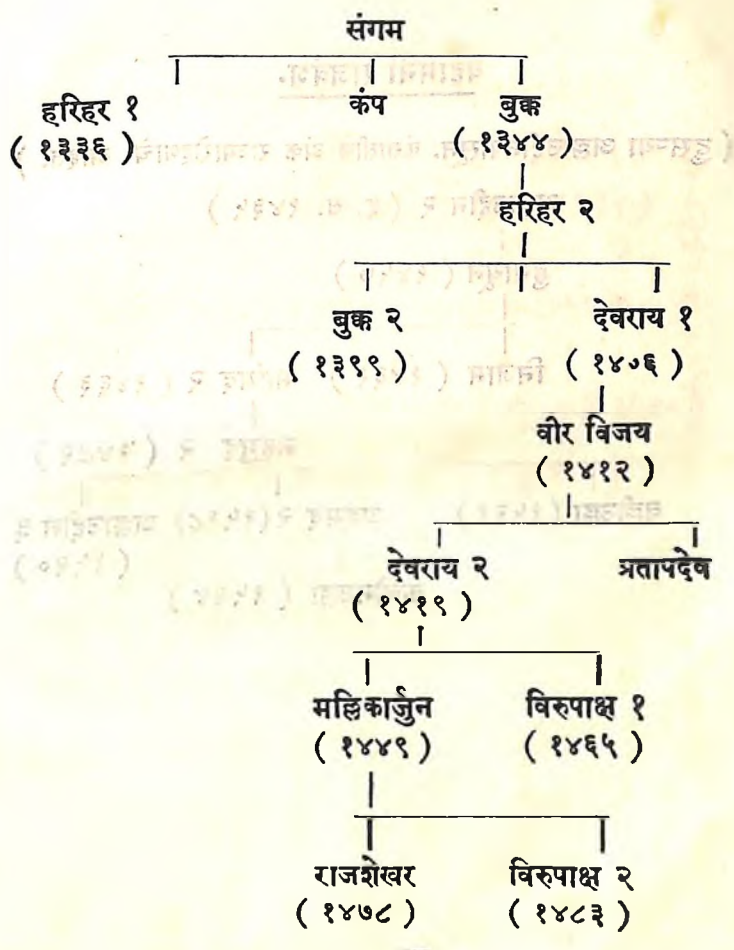 संगम
हरिहर १ कंप बुक्क
( १३३६ ) ( १३४४ )
हरिहर २
बुक्क २ देवराय १
( १३९९ ) ( १४०६ )
वीर विजय
( १४१२ )
देवराय २ प्रतापदेव
( १४१९ )
मल्लिकार्जुन विरुपाक्ष १
( १४४९ ) ( १४६५ )
राजशेखर विरुपाक्ष २
( १४७८ ) ( १४८३ )